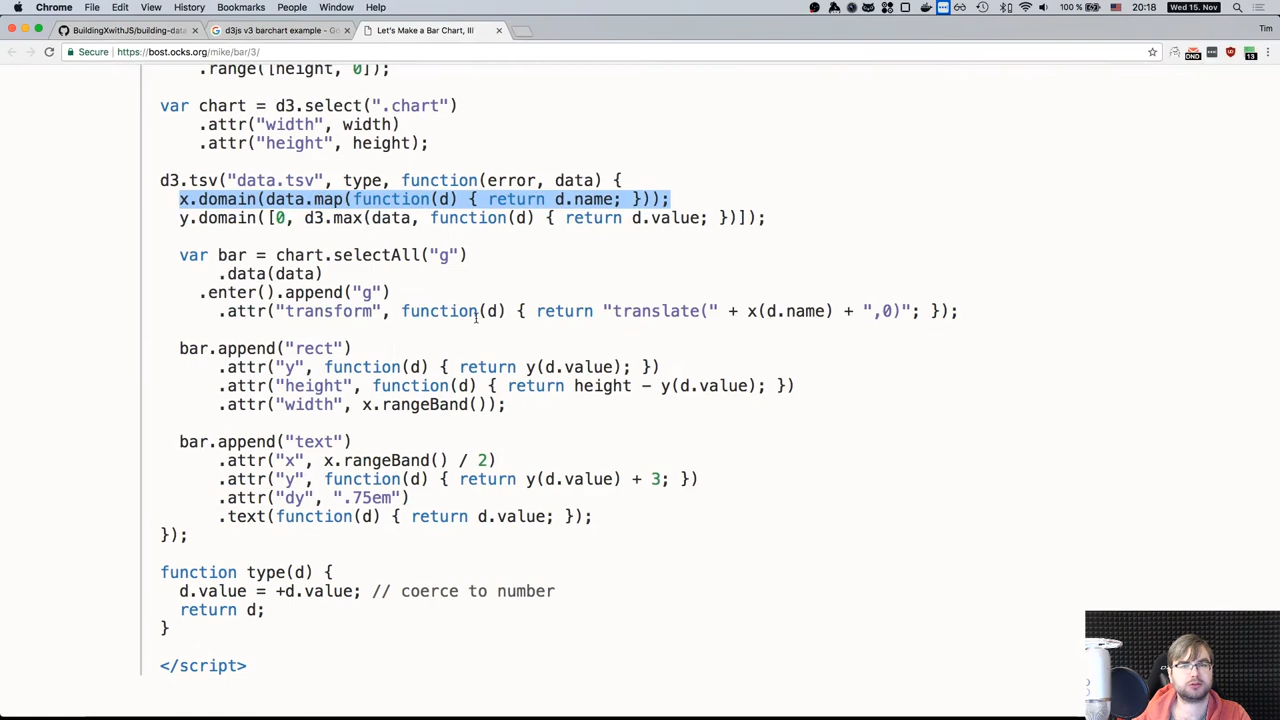 Chrome File Edit View History Bookmarks People Window Help 100 % Wed 15. Nov 20:18
BuildingXwithJS/building-dat
d3js v3 barchart example - Go
Let's Make a Bar Chart, III
Tim
Secure https://bost.ocks.org/mike/bar/3/
DND
13
.range([height, 0]);
var chart = d3.select(".chart")
.attr("width", width)
.attr("height", height);
d3.tsv("data.tsv", type, function(error, data) {
x.domain(data.map(function(d) { return d.name; }));
y.domain([0, d3.max(data, function(d) { return d.value; })]);
var bar = chart.selectAll("g")
.data(data)
.enter().append("g")
.attr("transform", function(d) { return "translate(" + x(d.name) + ",0)"; });
bar.append("rect")
.attr("y", function(d) { return y(d.value); })
.attr("height", function(d) { return height - y(d.value); })
.attr("width", x.rangeBand());
bar.append("text")
.attr("x", x.rangeBand() / 2)
.attr("y", function(d) { return y(d.value) + 3; })
.attr("dy", ".75em")
.text(function(d) { return d.value; });
});
function type(d) {
d.value = +d.value; // coerce to number
return d;
}
</script>